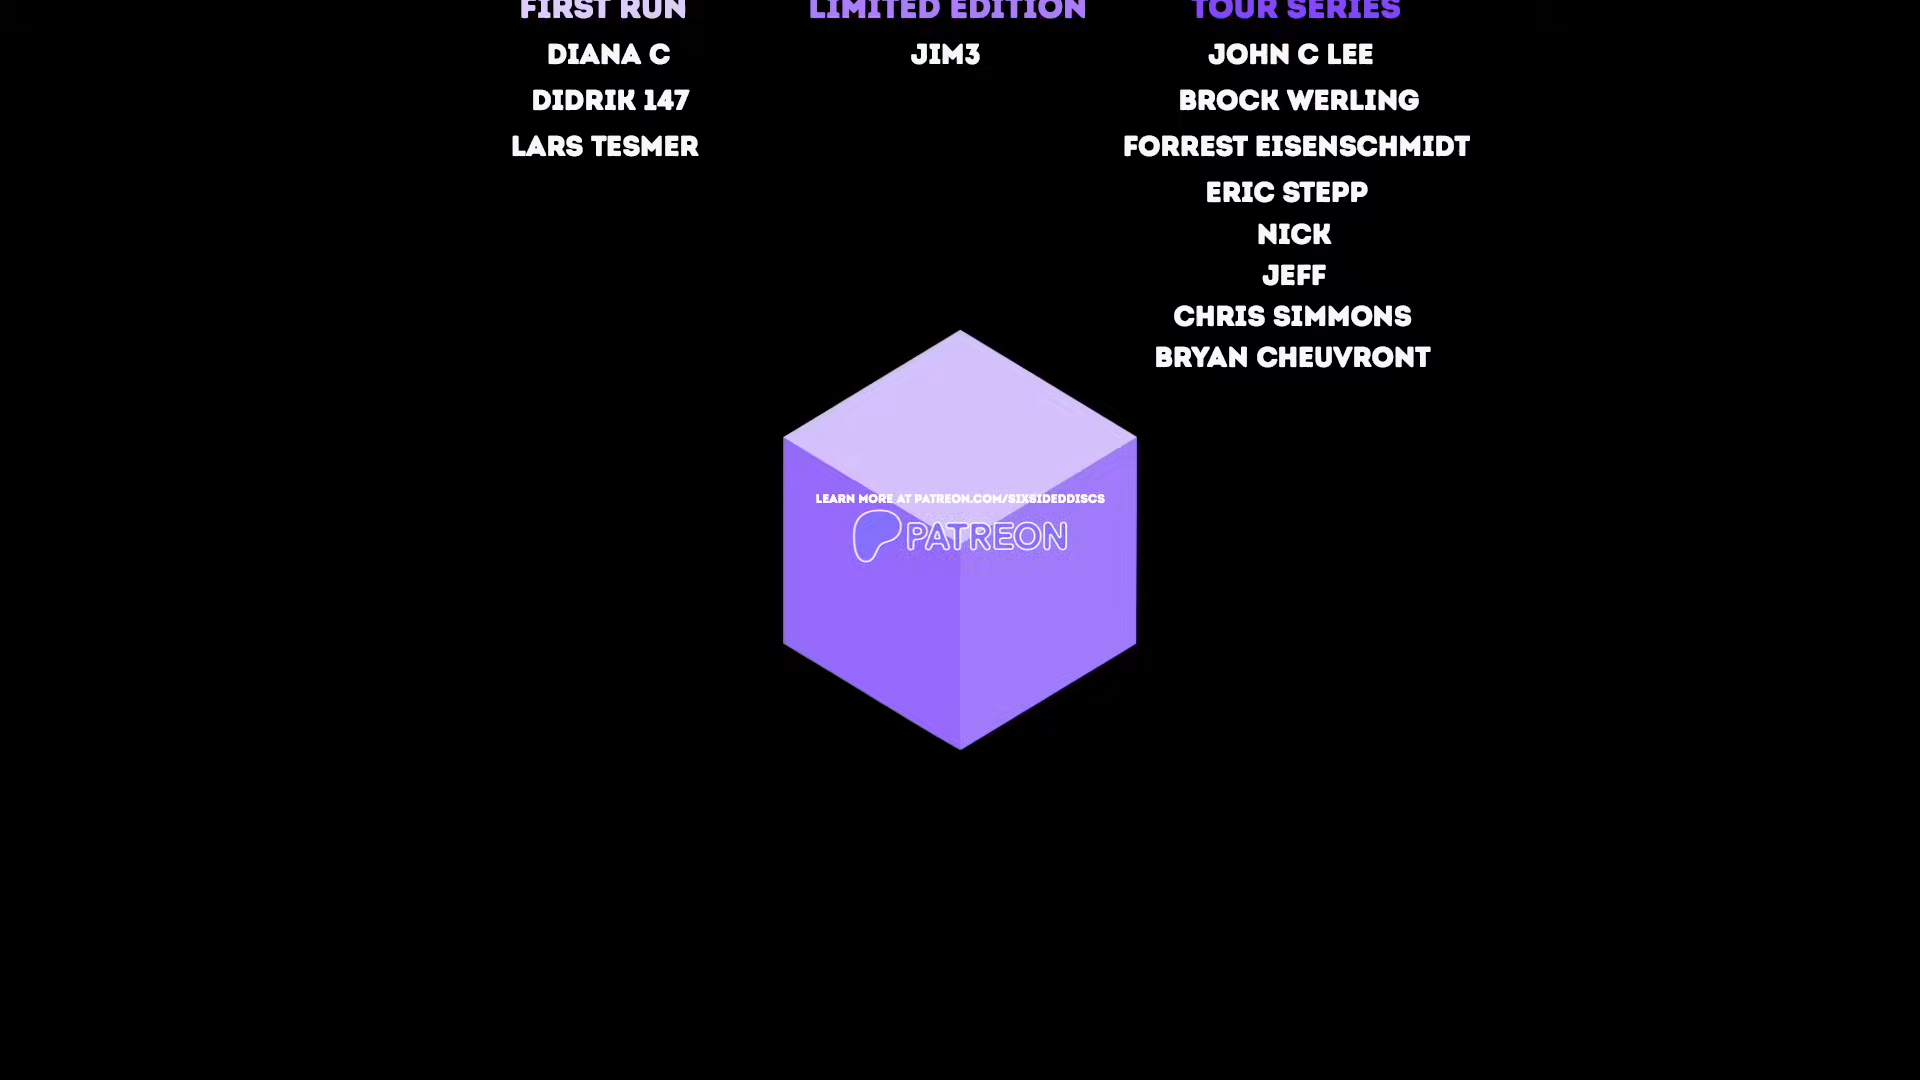 FIRST RUN
DIANA C
DIDRIK 147
LARS TESMER
LIMITED EDITION
JIM3
TOUR SERIES
JOHN C LEE
BROCK WERLING
FORREST EISENSCHMIDT
ERIC STEPP
NICK
JEFF
CHRIS SIMMONS
BRYAN CHEUVRONT
LEARN MORE AT PATREON.COM/SIXSIDEDDISCS
PATREON